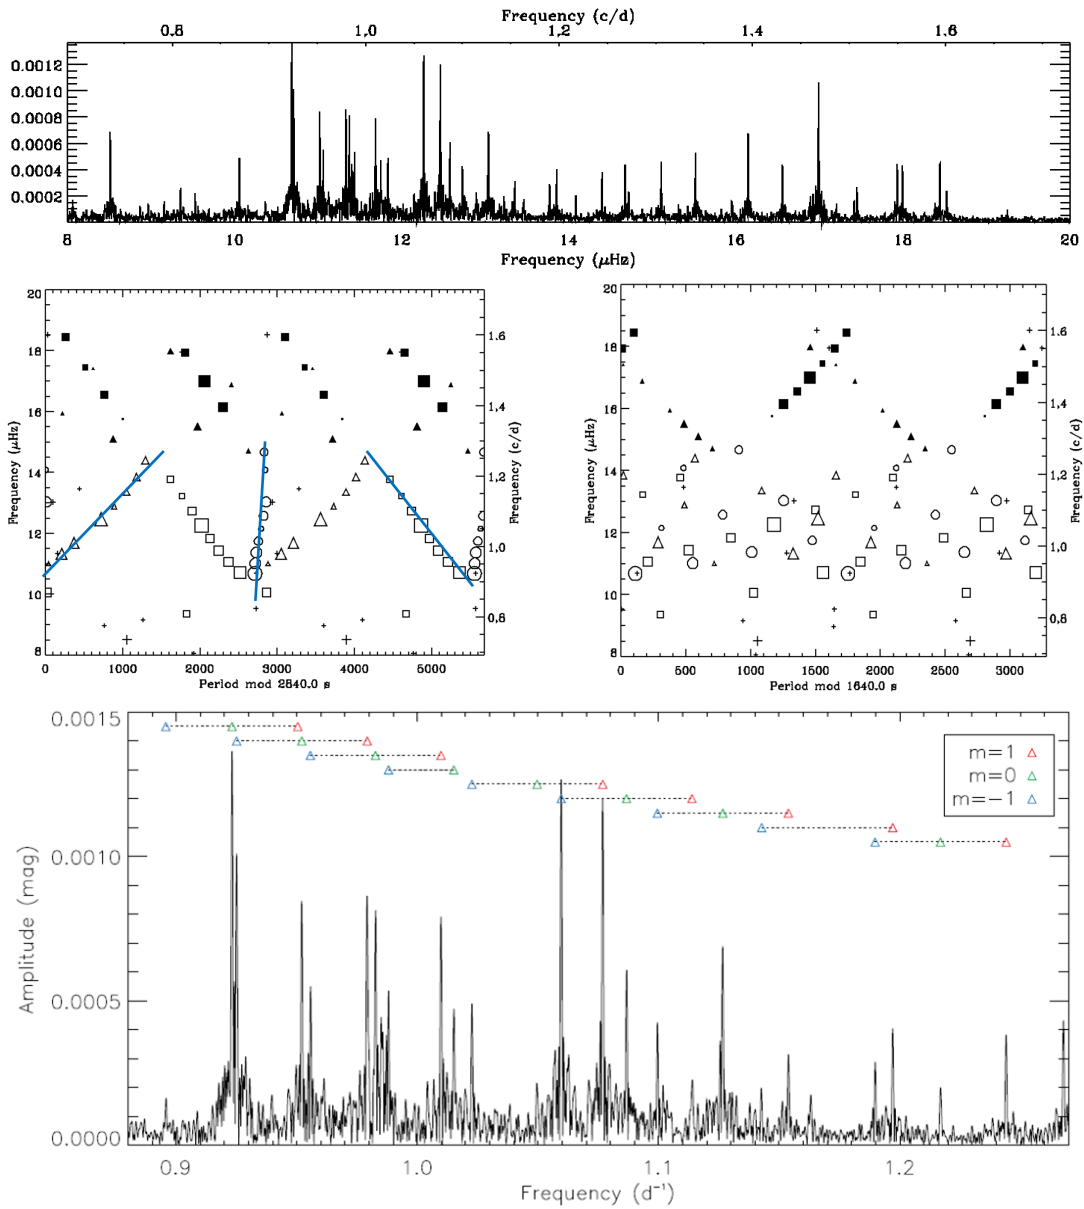 Frequency (c/d)
0.8 1.0 1.2 1.4 1.6
0.0012
0.0010
0.0008
0.0006
0.0004
0.0002
8 10 12 14 16 18 20
Frequency (μHz)
20
18
16
14
12
10
8
Frequency (μHz)
1.6
1.4
1.2
1.0
0.8
Frequency (c/d)
0 1000 2000 3000 4000 5000 6000
Period mod 2840.0 s
20
18
16
14
12
10
8
Frequency (μHz)
1.6
1.4
1.2
1.0
0.8
Frequency (c/d)
0 500 1000 1500 2000 2500 3000
Period mod 1640.0 s
0.0015
0.0010
0.0005
0.0000
Amplitude (mag)
m=1
m=0
m=−1
0.9 1.0 1.1 1.2
Frequency (d⁻¹)